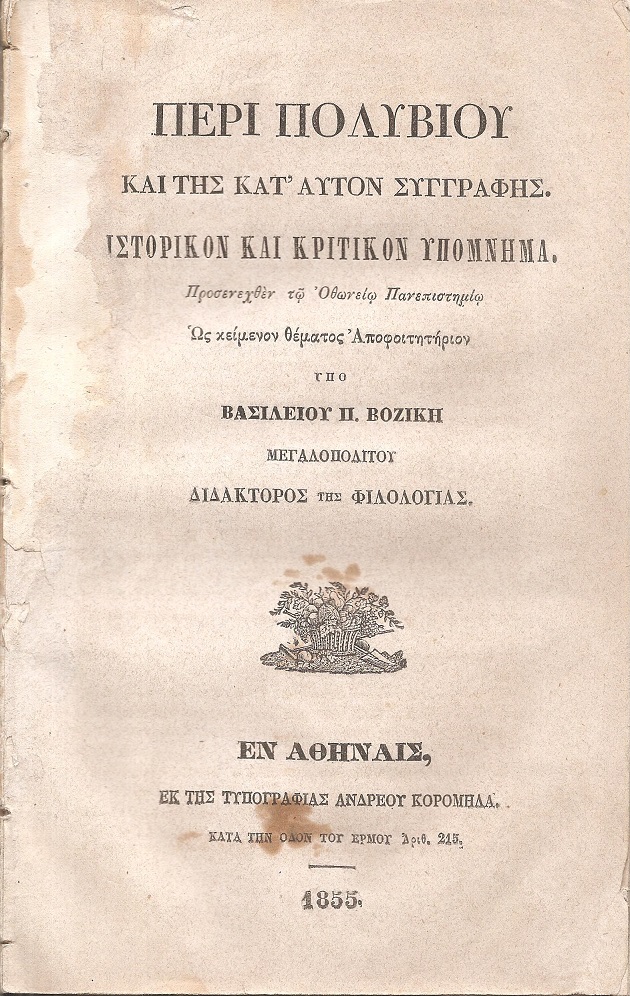 ΠΕΡΙ ΠΟΛΥΒΙΟΥ
ΚΑΙ ΤΗΣ ΚΑΤ' ΑΥΤΟΝ ΣΥΓΓΡΑΦΗΣ.
ΙΣΤΟΡΙΚΟΝ ΚΑΙ ΚΡΙΤΙΚΟΝ ΥΠΟΜΝΗΜΑ.
Προσενεχθὲν τῷ Ὀθωνείῳ Πανεπιστημίῳ
Ὡς κείμενον θέματος Ἀποφοιτητήριον
ΥΠΟ
ΒΑΣΙΛΕΙΟΥ Π. ΒΟΖΙΚΗ
ΜΕΓΑΛΟΠΟΛΙΤΟΥ
ΔΙΔΑΚΤΟΡΟΣ ΤΗΣ ΦΙΛΟΛΟΓΙΑΣ.
ΕΝ ΑΘΗΝΑΙΣ,
ΕΚ ΤΗΣ ΤΥΠΟΓΡΑΦΙΑΣ ΑΝΔΡΕΟΥ ΚΟΡΟΜΗΛΑ.
ΚΑΤΑ ΤΗΝ ΟΔΟΝ ΤΟΥ ΕΡΜΟΥ Ἀριθ. 215.
1855.